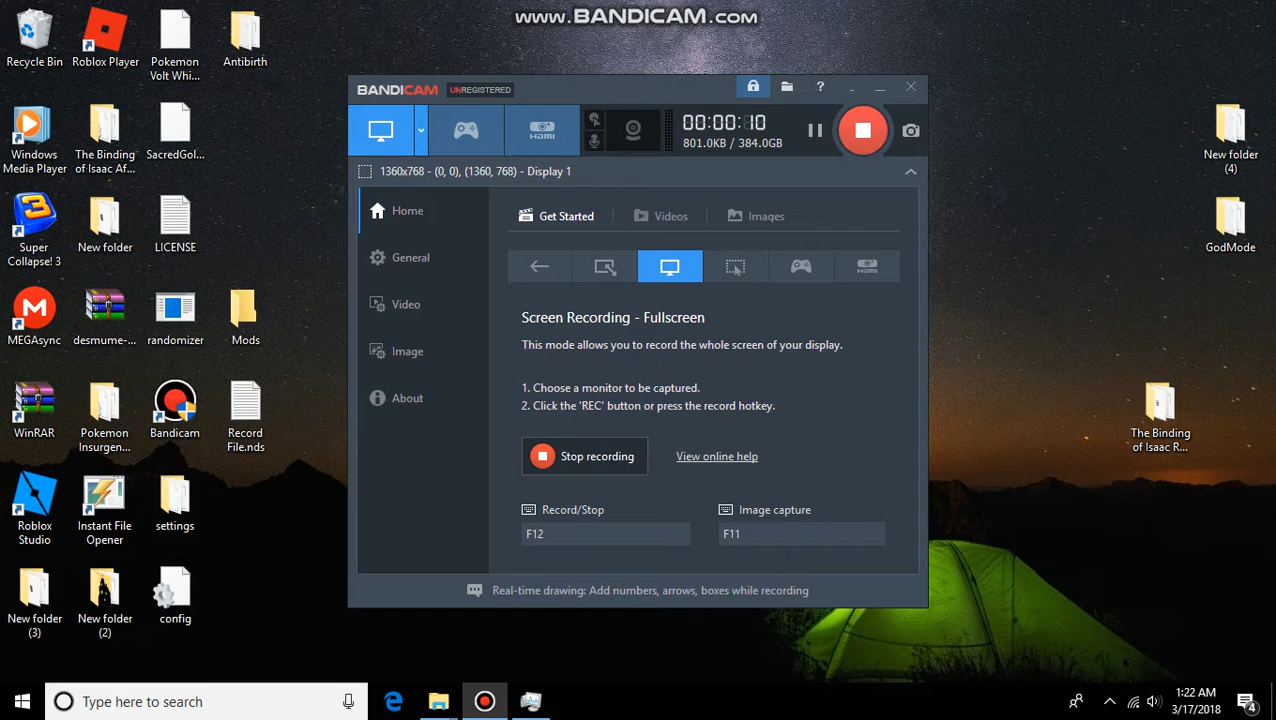 www.BANDICAM.com
Recycle Bin
Roblox Player
Pokemon
Volt Whi...
Antibirth
Windows
Media Player
The Binding
of Isaac Af...
SacredGol...
Super
Collapse! 3
New folder
LICENSE
MEGAsync
desmume-...
randomizer
Mods
WinRAR
Pokemon
Insurgen...
Bandicam
Record
File.nds
Roblox
Studio
Instant File
Opener
settings
New folder
(3)
New folder
(2)
config
BANDICAM UNREGISTERED
?
HDMI
00:00:10
801.0KB / 384.0GB
1360x768 - (0, 0), (1360, 768) - Display 1
Home
General
Video
Image
About
Get Started
Videos
Images
HDMI
Screen Recording - Fullscreen
This mode allows you to record the whole screen of your display.
1. Choose a monitor to be captured.
2. Click the 'REC' button or press the record hotkey.
Stop recording
View online help
Record/Stop
Image capture
F12
F11
Real-time drawing: Add numbers, arrows, boxes while recording
New folder
(4)
GodMode
The Binding
of Isaac R...
Type here to search
1:22 AM
3/17/2018
4